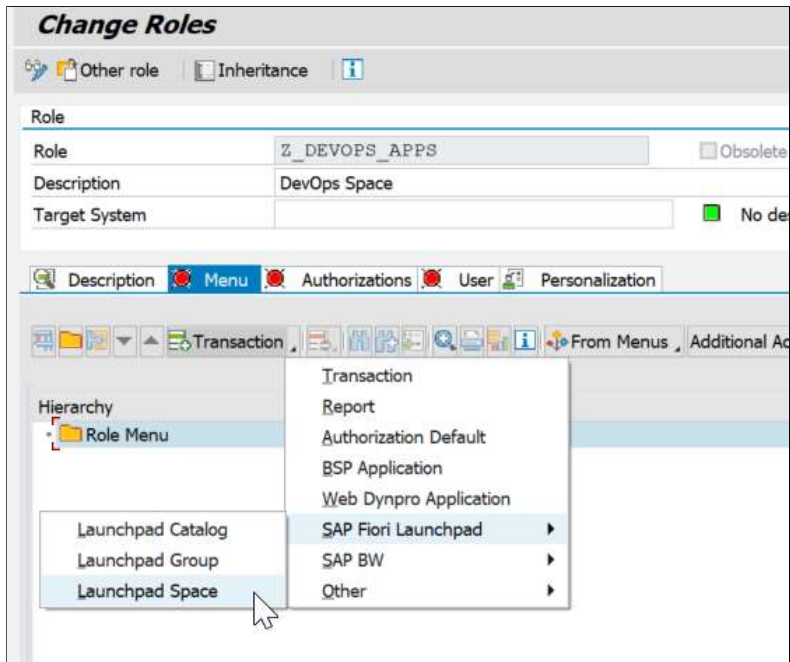 Change Roles
Other role Inheritance
Role
Role Z_DEVOPS_APPS Obsolete
Description DevOps Space
Target System No des
Description Menu Authorizations User Personalization
Transaction From Menus Additional Ac
Transaction
Hierarchy Report
Role Menu Authorization Default
BSP Application
Web Dynpro Application
Launchpad Catalog SAP Fiori Launchpad
Launchpad Group SAP BW
Launchpad Space Other